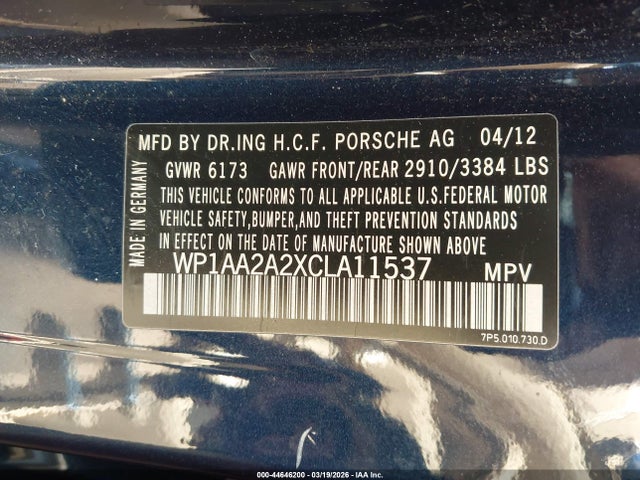 MFD BY DR.ING H.C.F. PORSCHE AG 04/12
GVWR 6173 GAWR FRONT/REAR 2910/3384 LBS
THIS VEHICLE CONFORMS TO ALL APPLICABLE U.S.FEDERAL MOTOR
VEHICLE SAFETY,BUMPER,AND THEFT PREVENTION STANDARDS
IN EFFECT ON THE DATE OF MANUFACTURE SHOWN ABOVE.
WP1AA2A2XCLA11537 MPV
7P5.010.730.D
MADE IN GERMANY
000-44646200 - 03/19/2026 - IAA Inc.